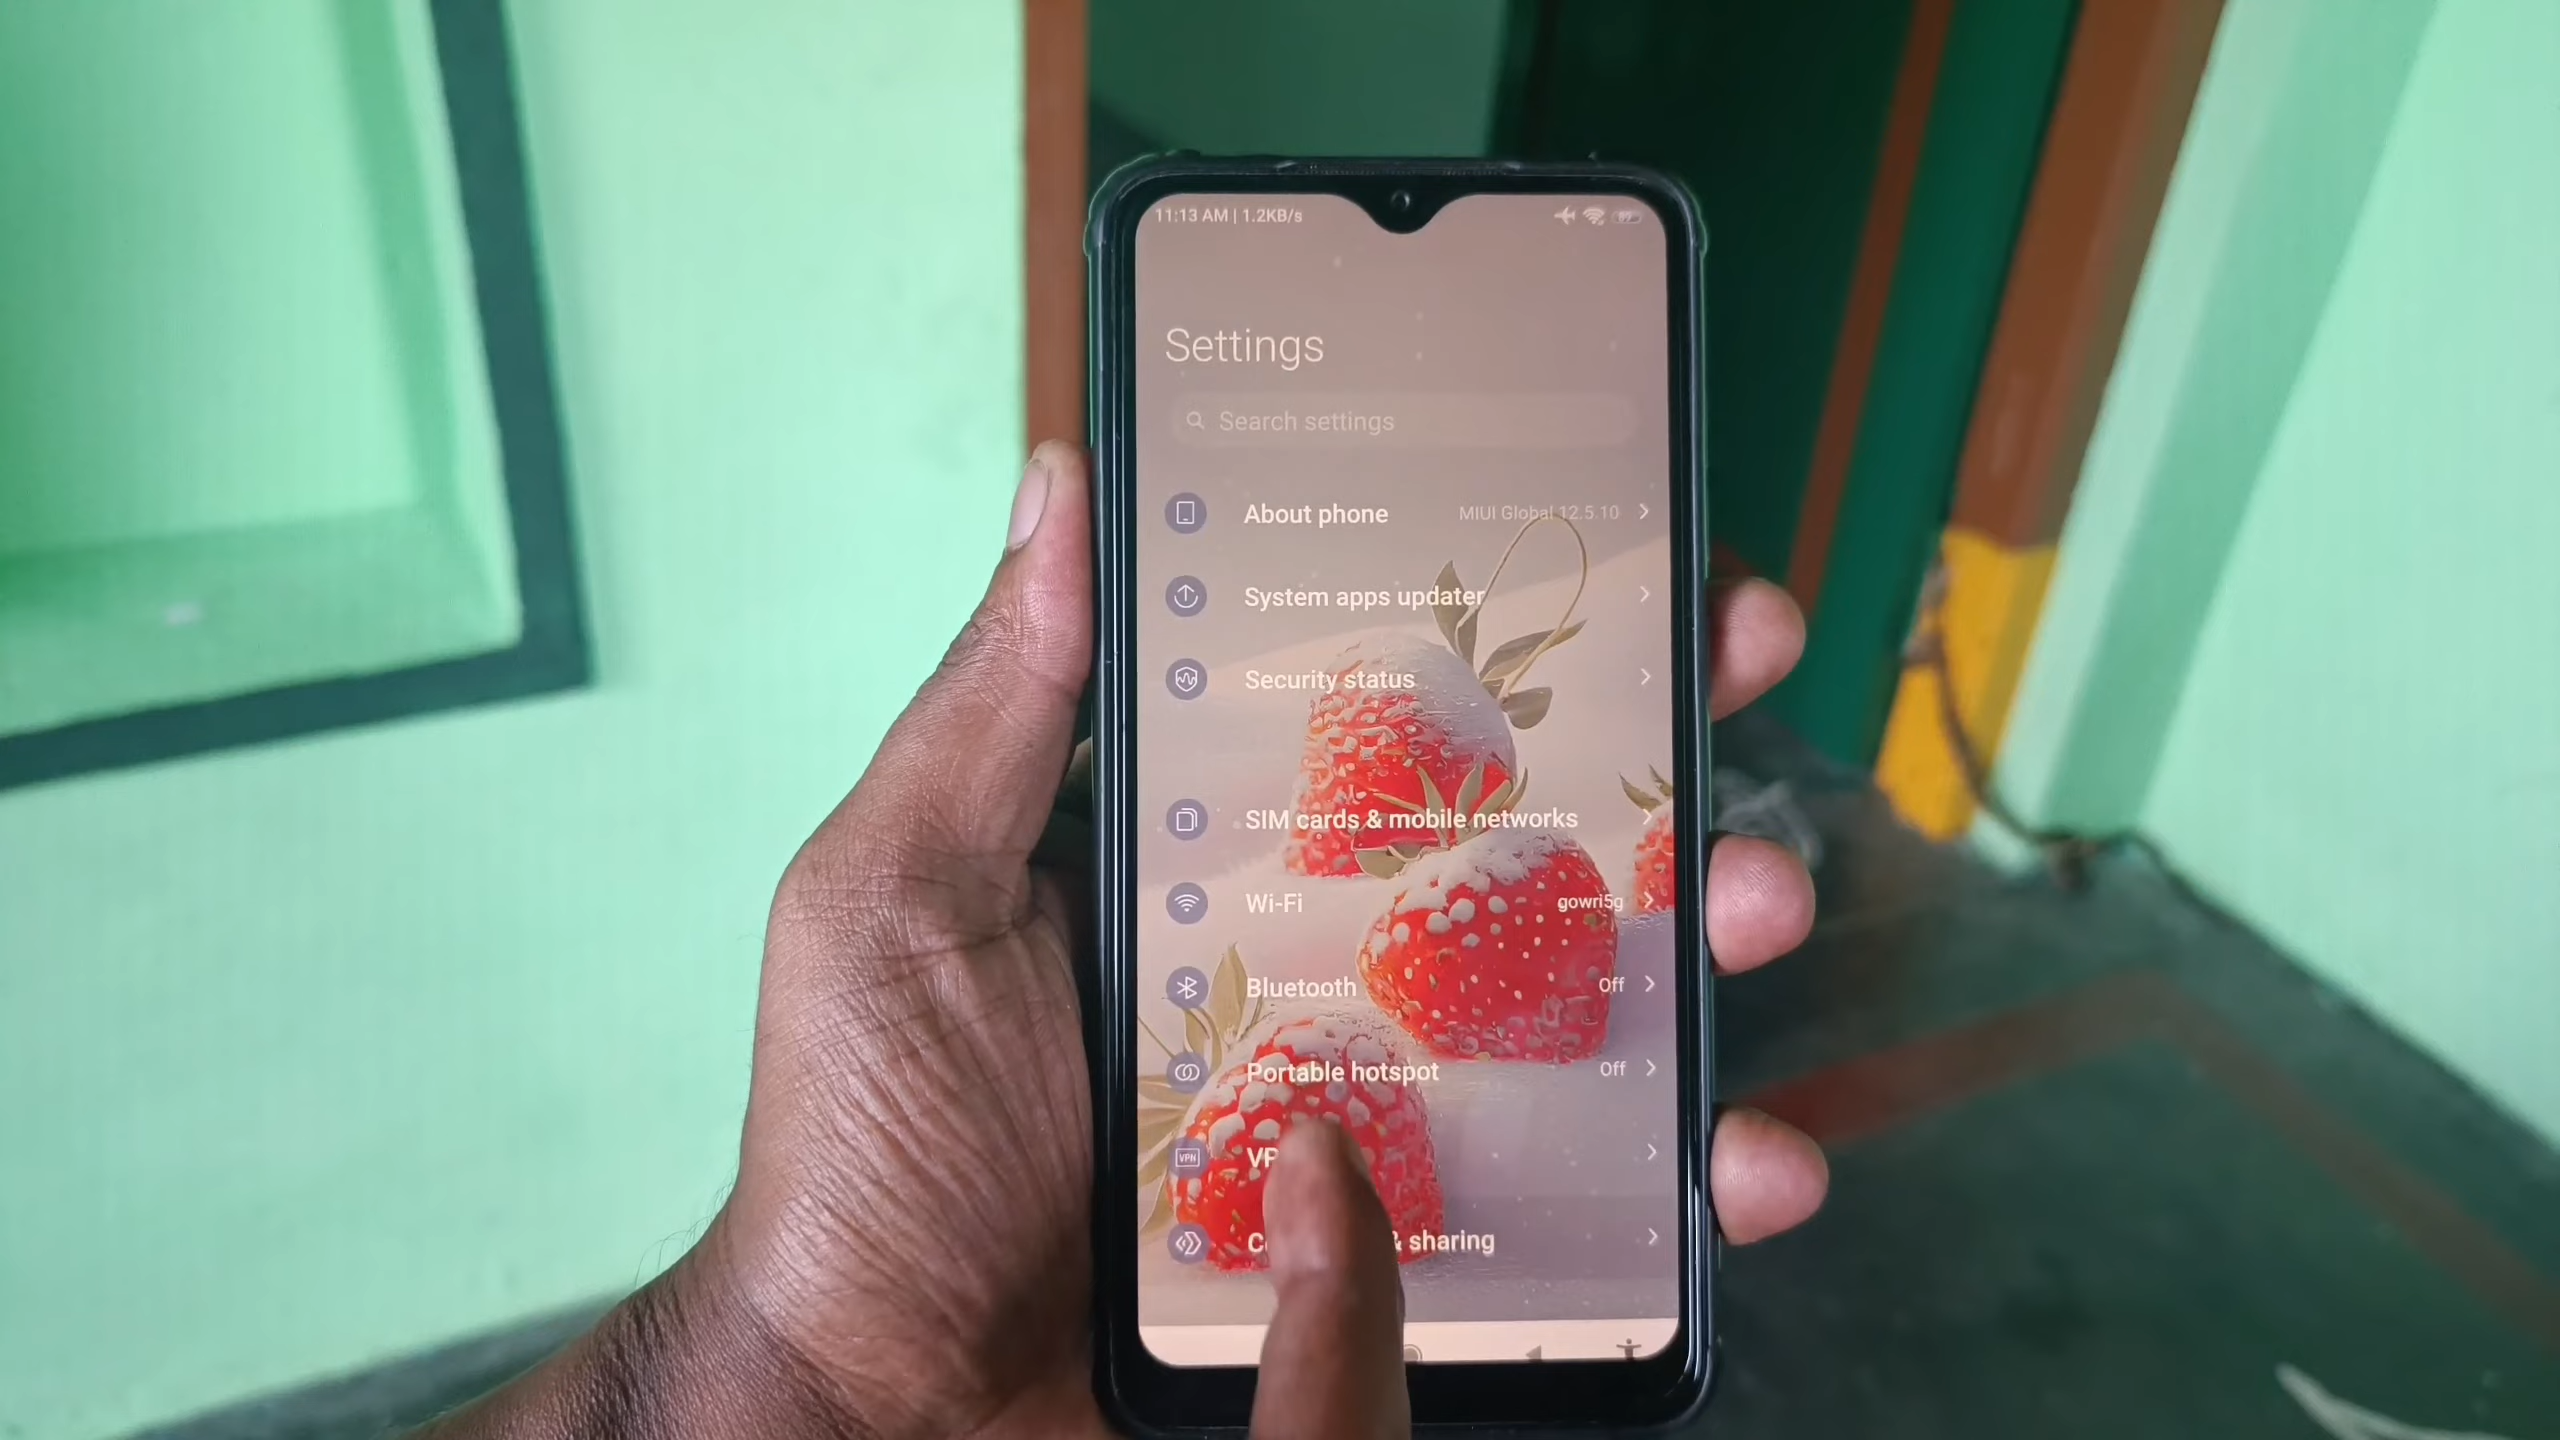 11:13 AM | 1.2KB/s
Settings
Search settings
About phone MIUI Global 12.5.10
System apps updater
Security status
SIM cards & mobile networks
Wi-Fi gowri5g
Bluetooth Off
Portable hotspot Off
VPN
& sharing